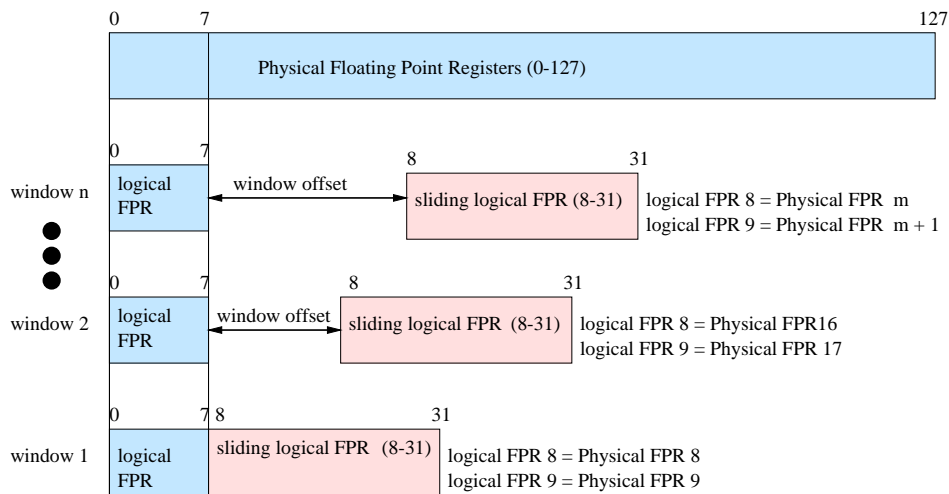 0 7 127
Physical Floating Point Registers (0-127)
0 7 8 31
window n
logical
FPR
window offset
sliding logical FPR (8-31)
logical FPR 8 = Physical FPR m
logical FPR 9 = Physical FPR m + 1
0 7 8 31
window 2
logical
FPR
window offset
sliding logical FPR (8-31)
logical FPR 8 = Physical FPR16
logical FPR 9 = Physical FPR 17
0 7 8 31
window 1
logical
FPR
sliding logical FPR (8-31)
logical FPR 8 = Physical FPR 8
logical FPR 9 = Physical FPR 9